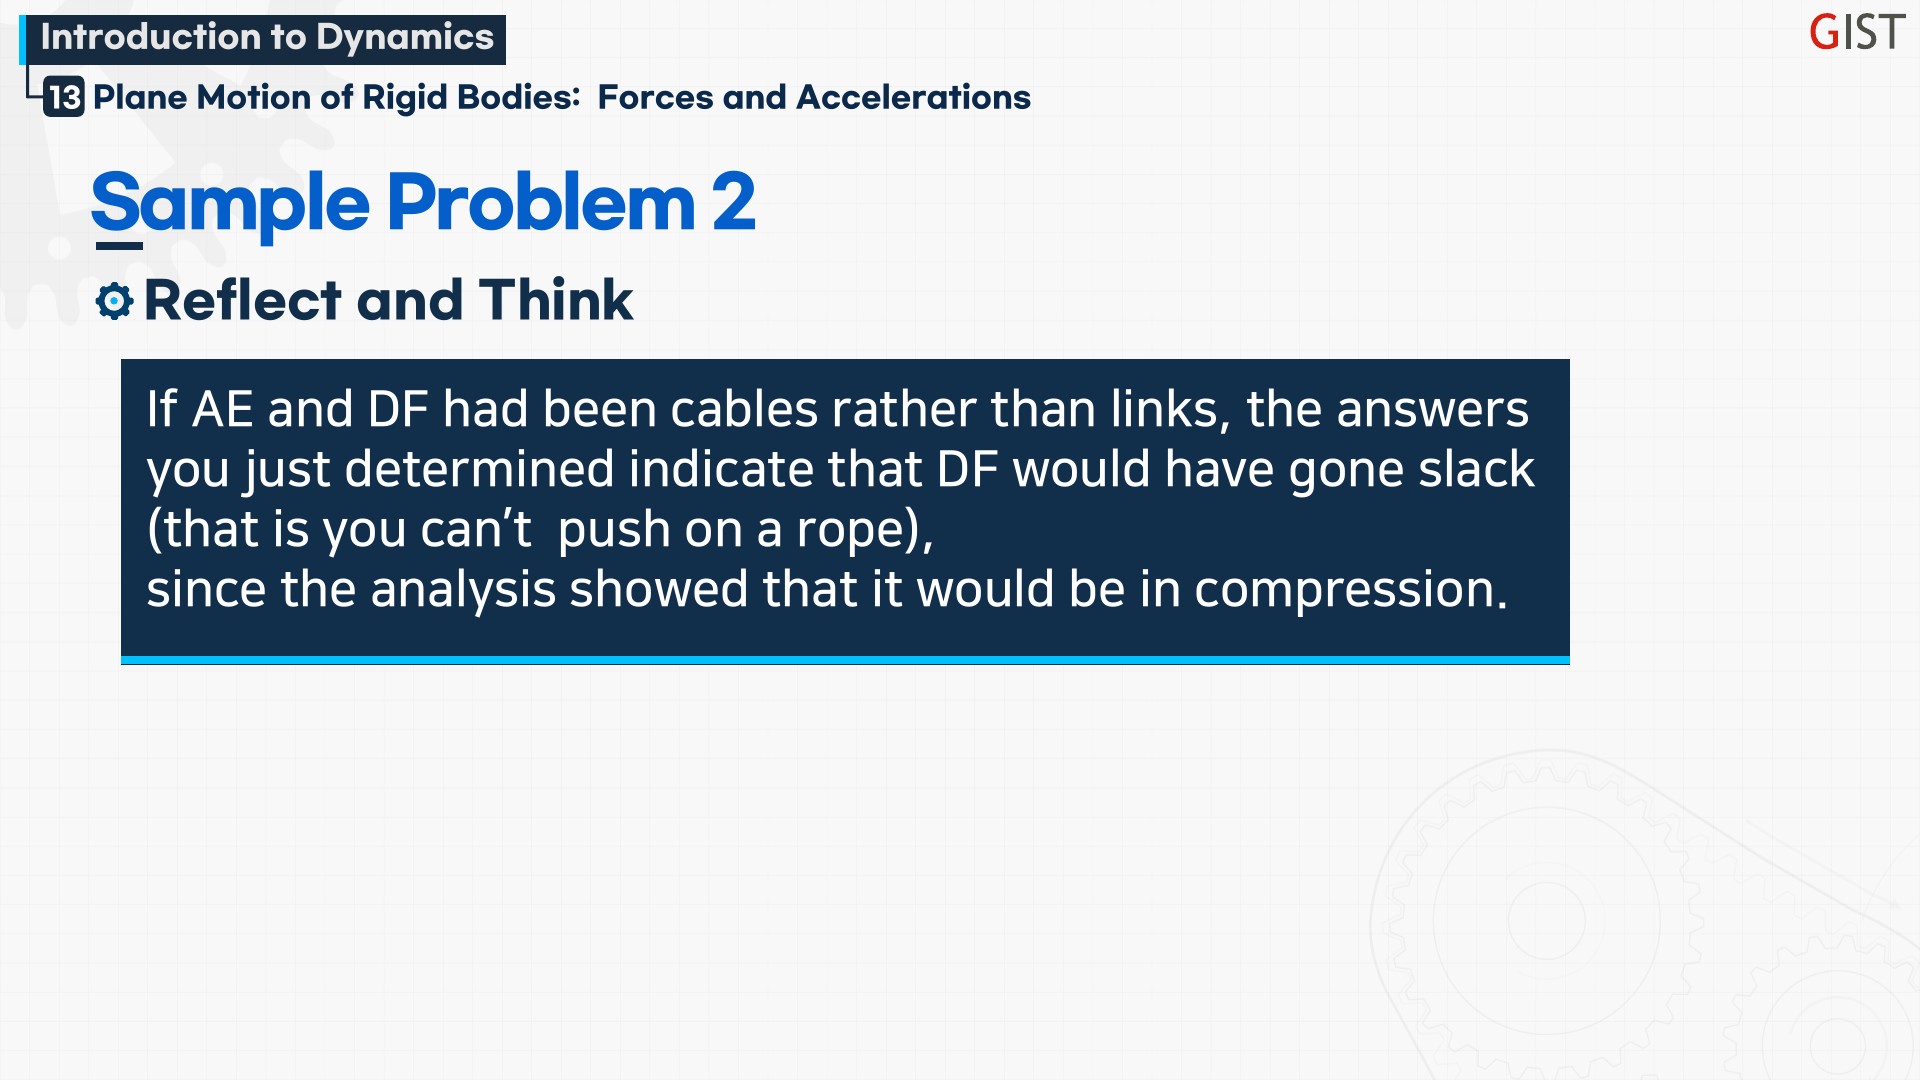 Introduction to Dynamics
GIST
13 Plane Motion of Rigid Bodies:  Forces and Accelerations
Sample Problem 2
Reflect and Think
If AE and DF had been cables rather than links, the answers
you just determined indicate that DF would have gone slack
(that is you can’t  push on a rope),
since the analysis showed that it would be in compression.